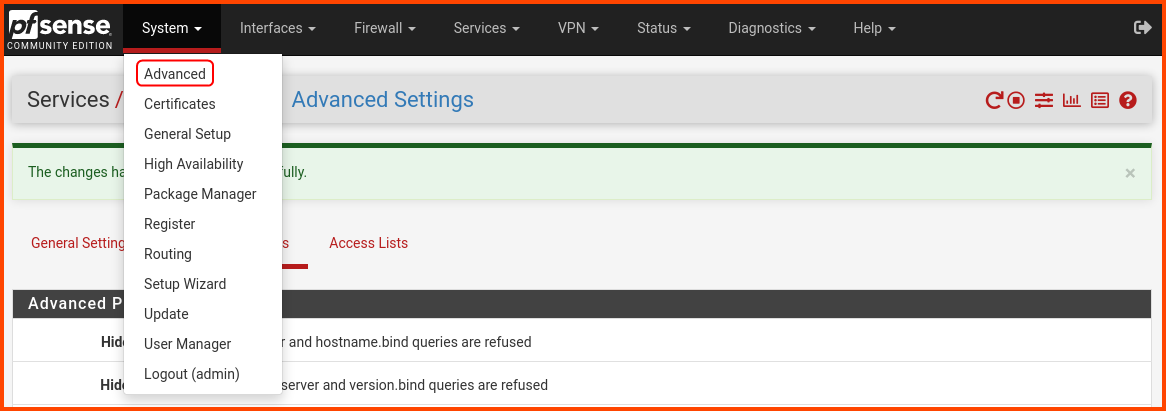 pfsense
COMMUNITY EDITION
System
Interfaces
Firewall
Services
VPN
Status
Diagnostics
Help
Advanced
Certificates
General Setup
High Availability
Package Manager
Register
Routing
Setup Wizard
Update
User Manager
Logout (admin)
Services / Advanced Settings
The changes ha fully.
×
General Setting s Access Lists
Advanced P
Hide r and hostname.bind queries are refused
Hide server and version.bind queries are refused